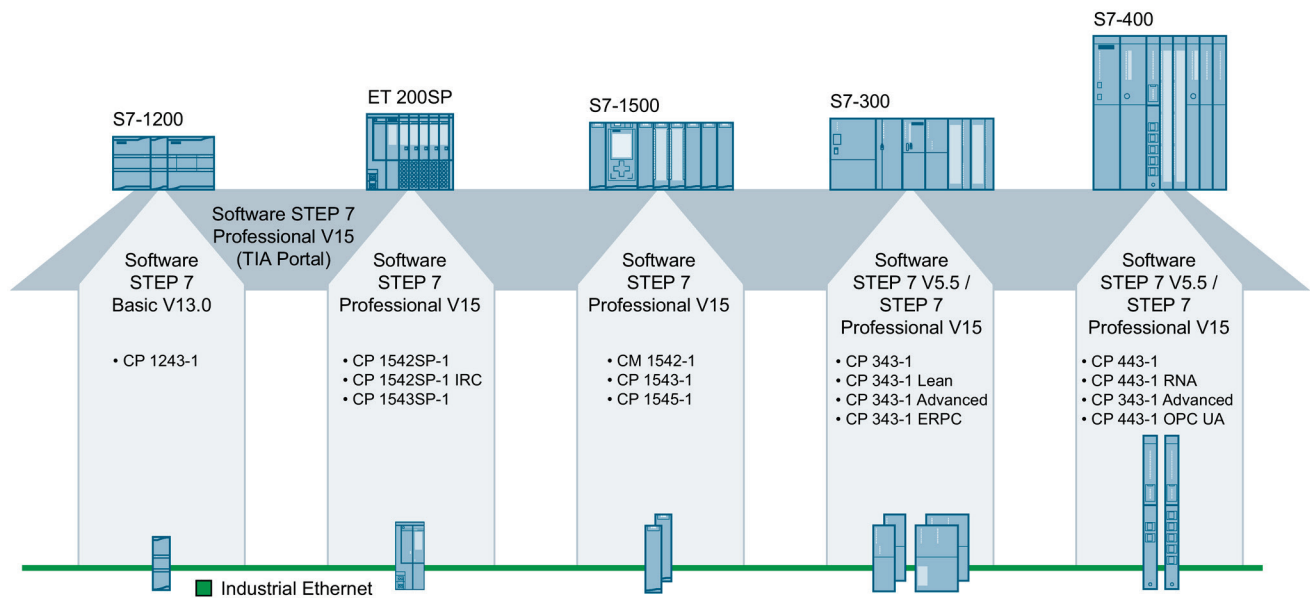 S7-1200
ET 200SP
S7-1500
S7-300
S7-400
Software STEP 7
Professional V15
(TIA Portal)
Software
STEP 7
Basic V13.0
• CP 1243-1
Software
STEP 7
Professional V15
• CP 1542SP-1
• CP 1542SP-1 IRC
• CP 1543SP-1
Software
STEP 7
Professional V15
• CM 1542-1
• CP 1543-1
• CP 1545-1
Software
STEP 7 V5.5 /
STEP 7
Professional V15
• CP 343-1
• CP 343-1 Lean
• CP 343-1 Advanced
• CP 343-1 ERPC
Software
STEP 7 V5.5 /
STEP 7
Professional V15
• CP 443-1
• CP 443-1 RNA
• CP 343-1 Advanced
• CP 443-1 OPC UA
Industrial Ethernet